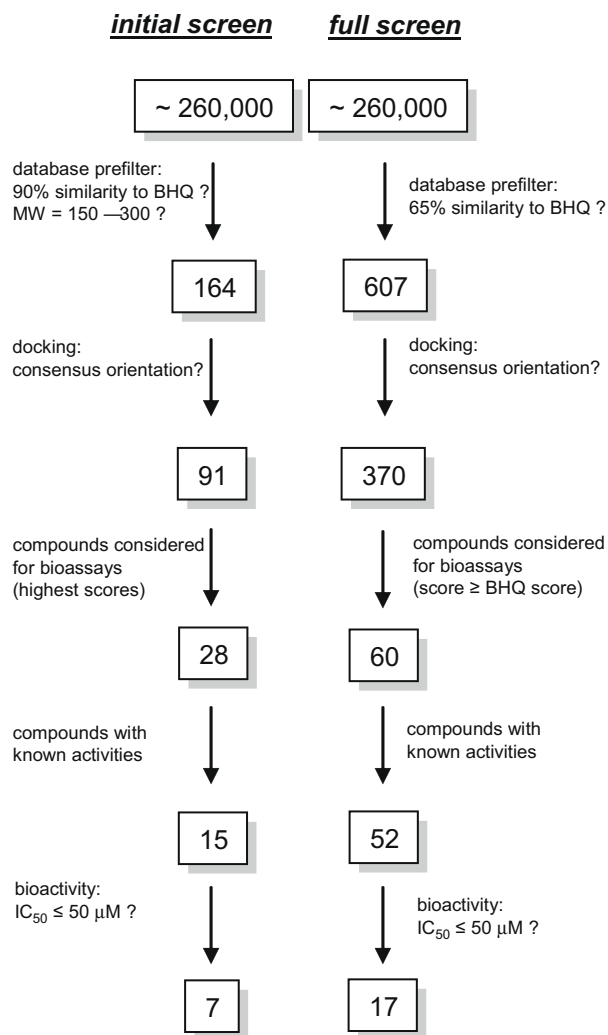 initial screen
full screen
~ 260,000
~ 260,000
database prefilter:
90% similarity to BHQ ?
MW = 150 —300 ?
database prefilter:
65% similarity to BHQ ?
164
607
docking:
consensus orientation?
docking:
consensus orientation?
91
370
compounds considered
for bioassays
(highest scores)
compounds considered
for bioassays
(score ≥ BHQ score)
28
60
compounds with
known activities
compounds with
known activities
15
52
bioactivity:
IC50 ≤ 50 μM ?
bioactivity:
IC50 ≤ 50 μM ?
7
17